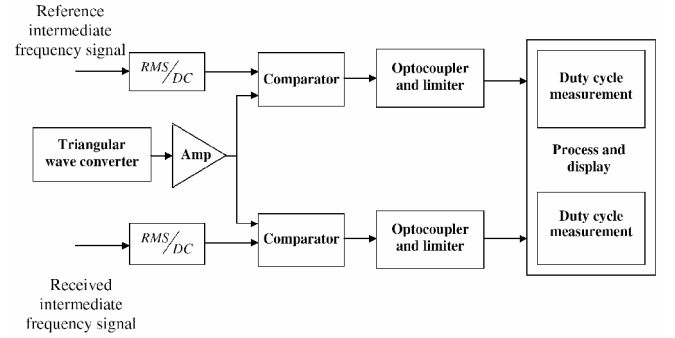 Reference
intermediate
frequency signal
RMS/DC
Comparator
Optocoupler
and limiter
Duty cycle
measurement
Triangular
wave converter
Amp
Process and
display
RMS/DC
Comparator
Optocoupler
and limiter
Duty cycle
measurement
Received
intermediate
frequency signal